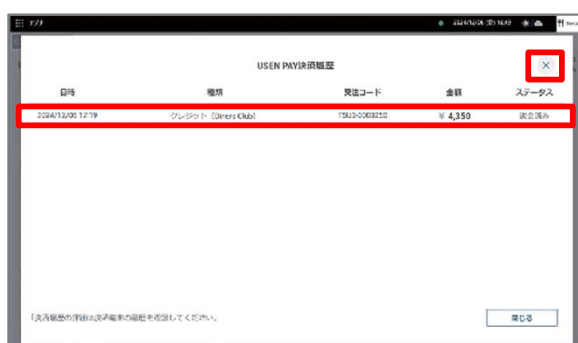 USEN PAY決済履歴
日時 種類 発注コード 金額 ステータス
2024/12/06 17:19 クレジット (Diners Club) ¥ 4,350 返金済み
決済履歴の詳細は決済端末の履歴を確認してください。
閉じる